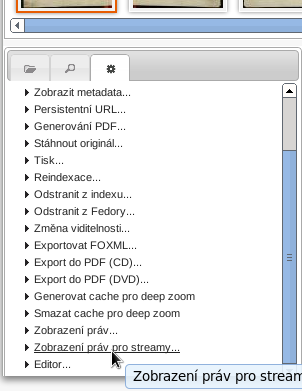 Zobrazit metadata...
Persistentní URL...
Generování PDF...
Stáhnout originál...
Tisk...
Reindexace...
Odstranit z indexu...
Odstranit z Fedory...
Změna viditelnosti...
Exportovat FOXML...
Export do PDF (CD)...
Export do PDF (DVD)...
Generovat cache pro deep zoom
Smazat cache pro deep zoom
Zobrazení práv...
Zobrazení práv pro streamy...
Editor...
Zobrazení práv pro stream